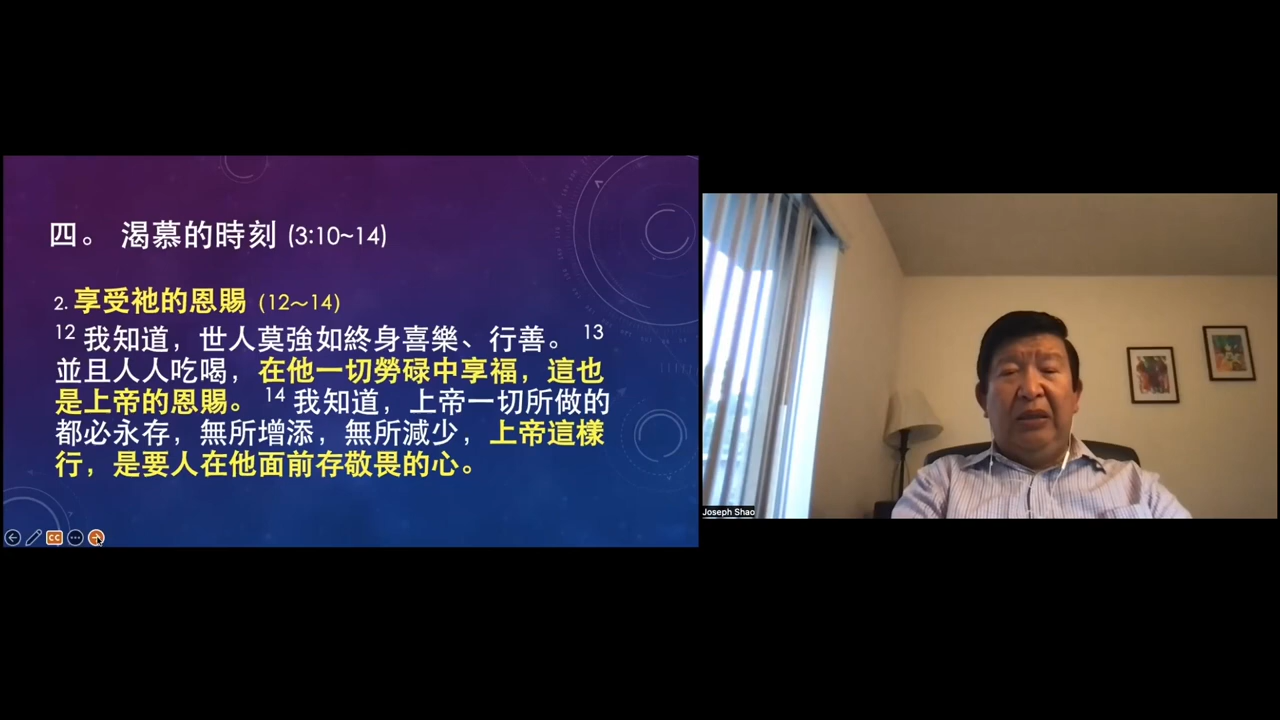 四。 渴慕的時刻 (3:10~14)
2. 享受祂的恩賜 (12～14)
12 我知道，世人莫強如終身喜樂、行善。 13
並且人人吃喝，在他一切勞碌中享福，這也
是上帝的恩賜。 14 我知道，上帝一切所做的
都必永存，無所增添，無所減少，上帝這樣
行，是要人在他面前存敬畏的心。
CC
Joseph Shao